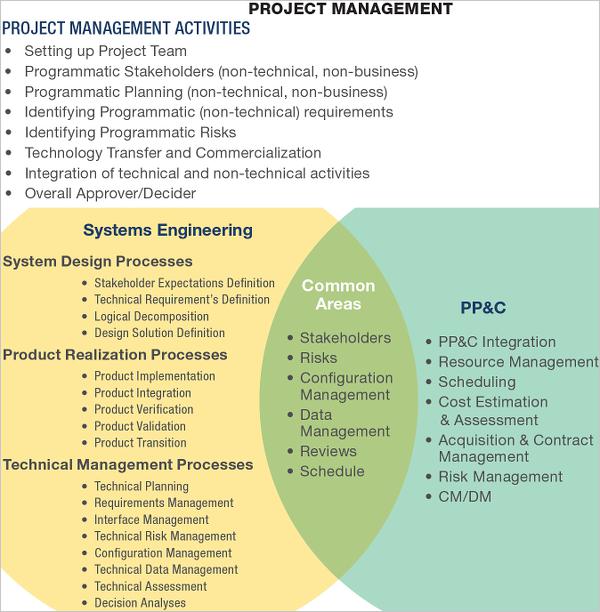 PROJECT MANAGEMENT
PROJECT MANAGEMENT ACTIVITIES
• Setting up Project Team
• Programmatic Stakeholders (non-technical, non-business)
• Programmatic Planning (non-technical, non-business)
• Identifying Programmatic (non-technical) requirements
• Identifying Programmatic Risks
• Technology Transfer and Commercialization
• Integration of technical and non-technical activities
• Overall Approver/Decider
Systems Engineering
System Design Processes
• Stakeholder Expectations Definition
• Technical Requirement's Definition
• Logical Decomposition
• Design Solution Definition
Product Realization Processes
• Product Implementation
• Product Integration
• Product Verification
• Product Validation
• Product Transition
Technical Management Processes
• Technical Planning
• Requirements Management
• Interface Management
• Technical Risk Management
• Configuration Management
• Technical Data Management
• Technical Assessment
• Decision Analyses
Common
Areas
• Stakeholders
• Risks
• Configuration
Management
• Data
Management
• Reviews
• Schedule
PP&C
• PP&C Integration
• Resource Management
• Scheduling
• Cost Estimation
& Assessment
• Acquisition & Contract
Management
• Risk Management
• CM/DM